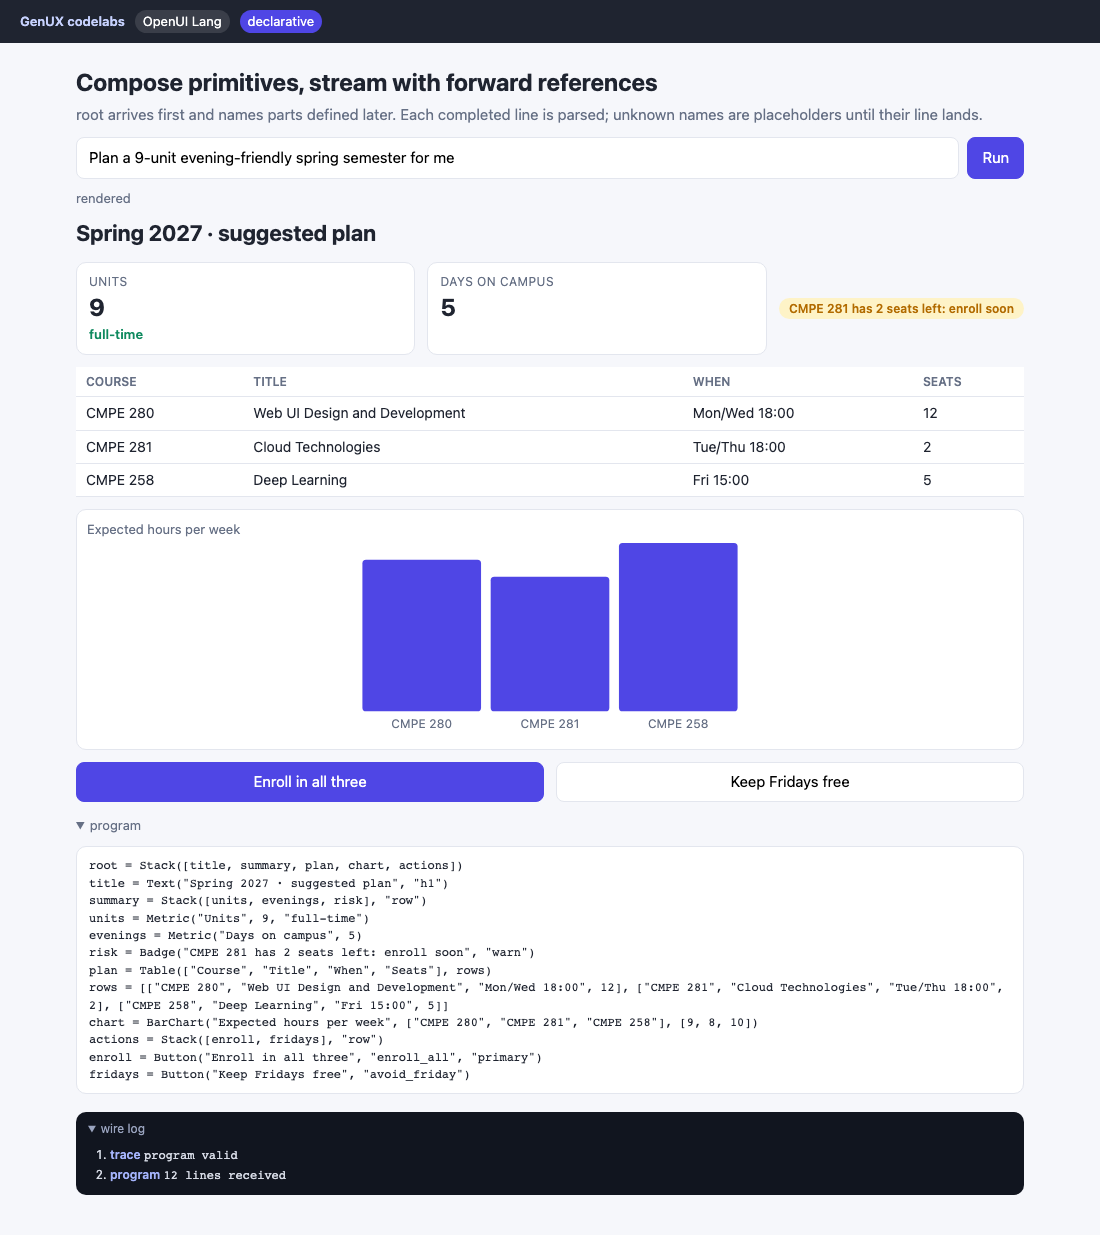 GenUX codelabs OpenUI Lang declarative
Compose primitives, stream with forward references
root arrives first and names parts defined later. Each completed line is parsed; unknown names are placeholders until their line lands.
Plan a 9-unit evening-friendly spring semester for me Run
rendered
Spring 2027 · suggested plan
UNITS
9
full-time
DAYS ON CAMPUS
5
CMPE 281 has 2 seats left: enroll soon
COURSE TITLE WHEN SEATS
CMPE 280 Web UI Design and Development Mon/Wed 18:00 12
CMPE 281 Cloud Technologies Tue/Thu 18:00 2
CMPE 258 Deep Learning Fri 15:00 5
Expected hours per week
CMPE 280 CMPE 281 CMPE 258
Enroll in all three Keep Fridays free
▼ program
root = Stack([title, summary, plan, chart, actions])
title = Text("Spring 2027 · suggested plan", "h1")
summary = Stack([units, evenings, risk], "row")
units = Metric("Units", 9, "full-time")
evenings = Metric("Days on campus", 5)
risk = Badge("CMPE 281 has 2 seats left: enroll soon", "warn")
plan = Table(["Course", "Title", "When", "Seats"], rows)
rows = [["CMPE 280", "Web UI Design and Development", "Mon/Wed 18:00", 12], ["CMPE 281", "Cloud Technologies", "Tue/Thu 18:00",
2], ["CMPE 258", "Deep Learning", "Fri 15:00", 5]]
chart = BarChart("Expected hours per week", ["CMPE 280", "CMPE 281", "CMPE 258"], [9, 8, 10])
actions = Stack([enroll, fridays], "row")
enroll = Button("Enroll in all three", "enroll_all", "primary")
fridays = Button("Keep Fridays free", "avoid_friday")
▼ wire log
1. trace program valid
2. program 12 lines received